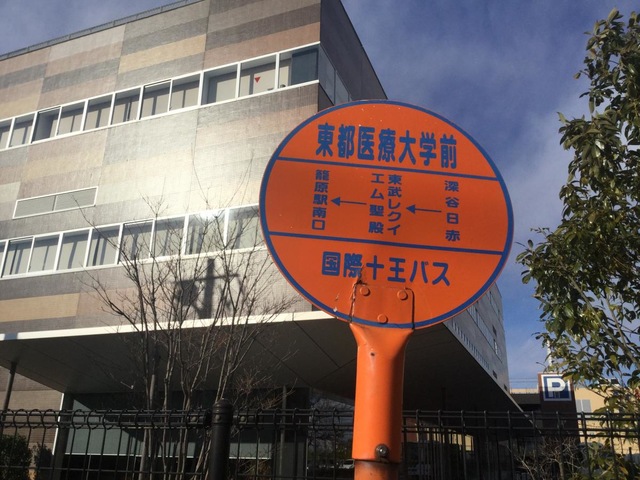 東都医療大学前
深谷日赤
←
東武レクイ
エム聖殿
←
籠原駅南口
国際十王バス
P